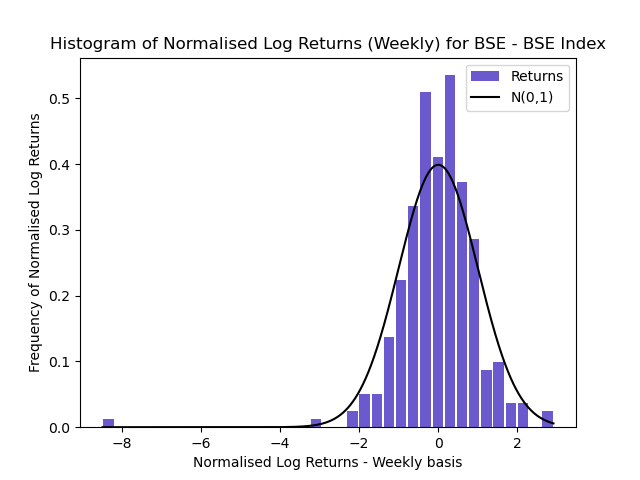 Histogram of Normalised Log Returns (Weekly) for BSE - BSE Index
Returns
N(0,1)
Frequency of Normalised Log Returns
0.5
0.4
0.3
0.2
0.1
0.0
−8 −6 −4 −2 0 2
Normalised Log Returns - Weekly basis